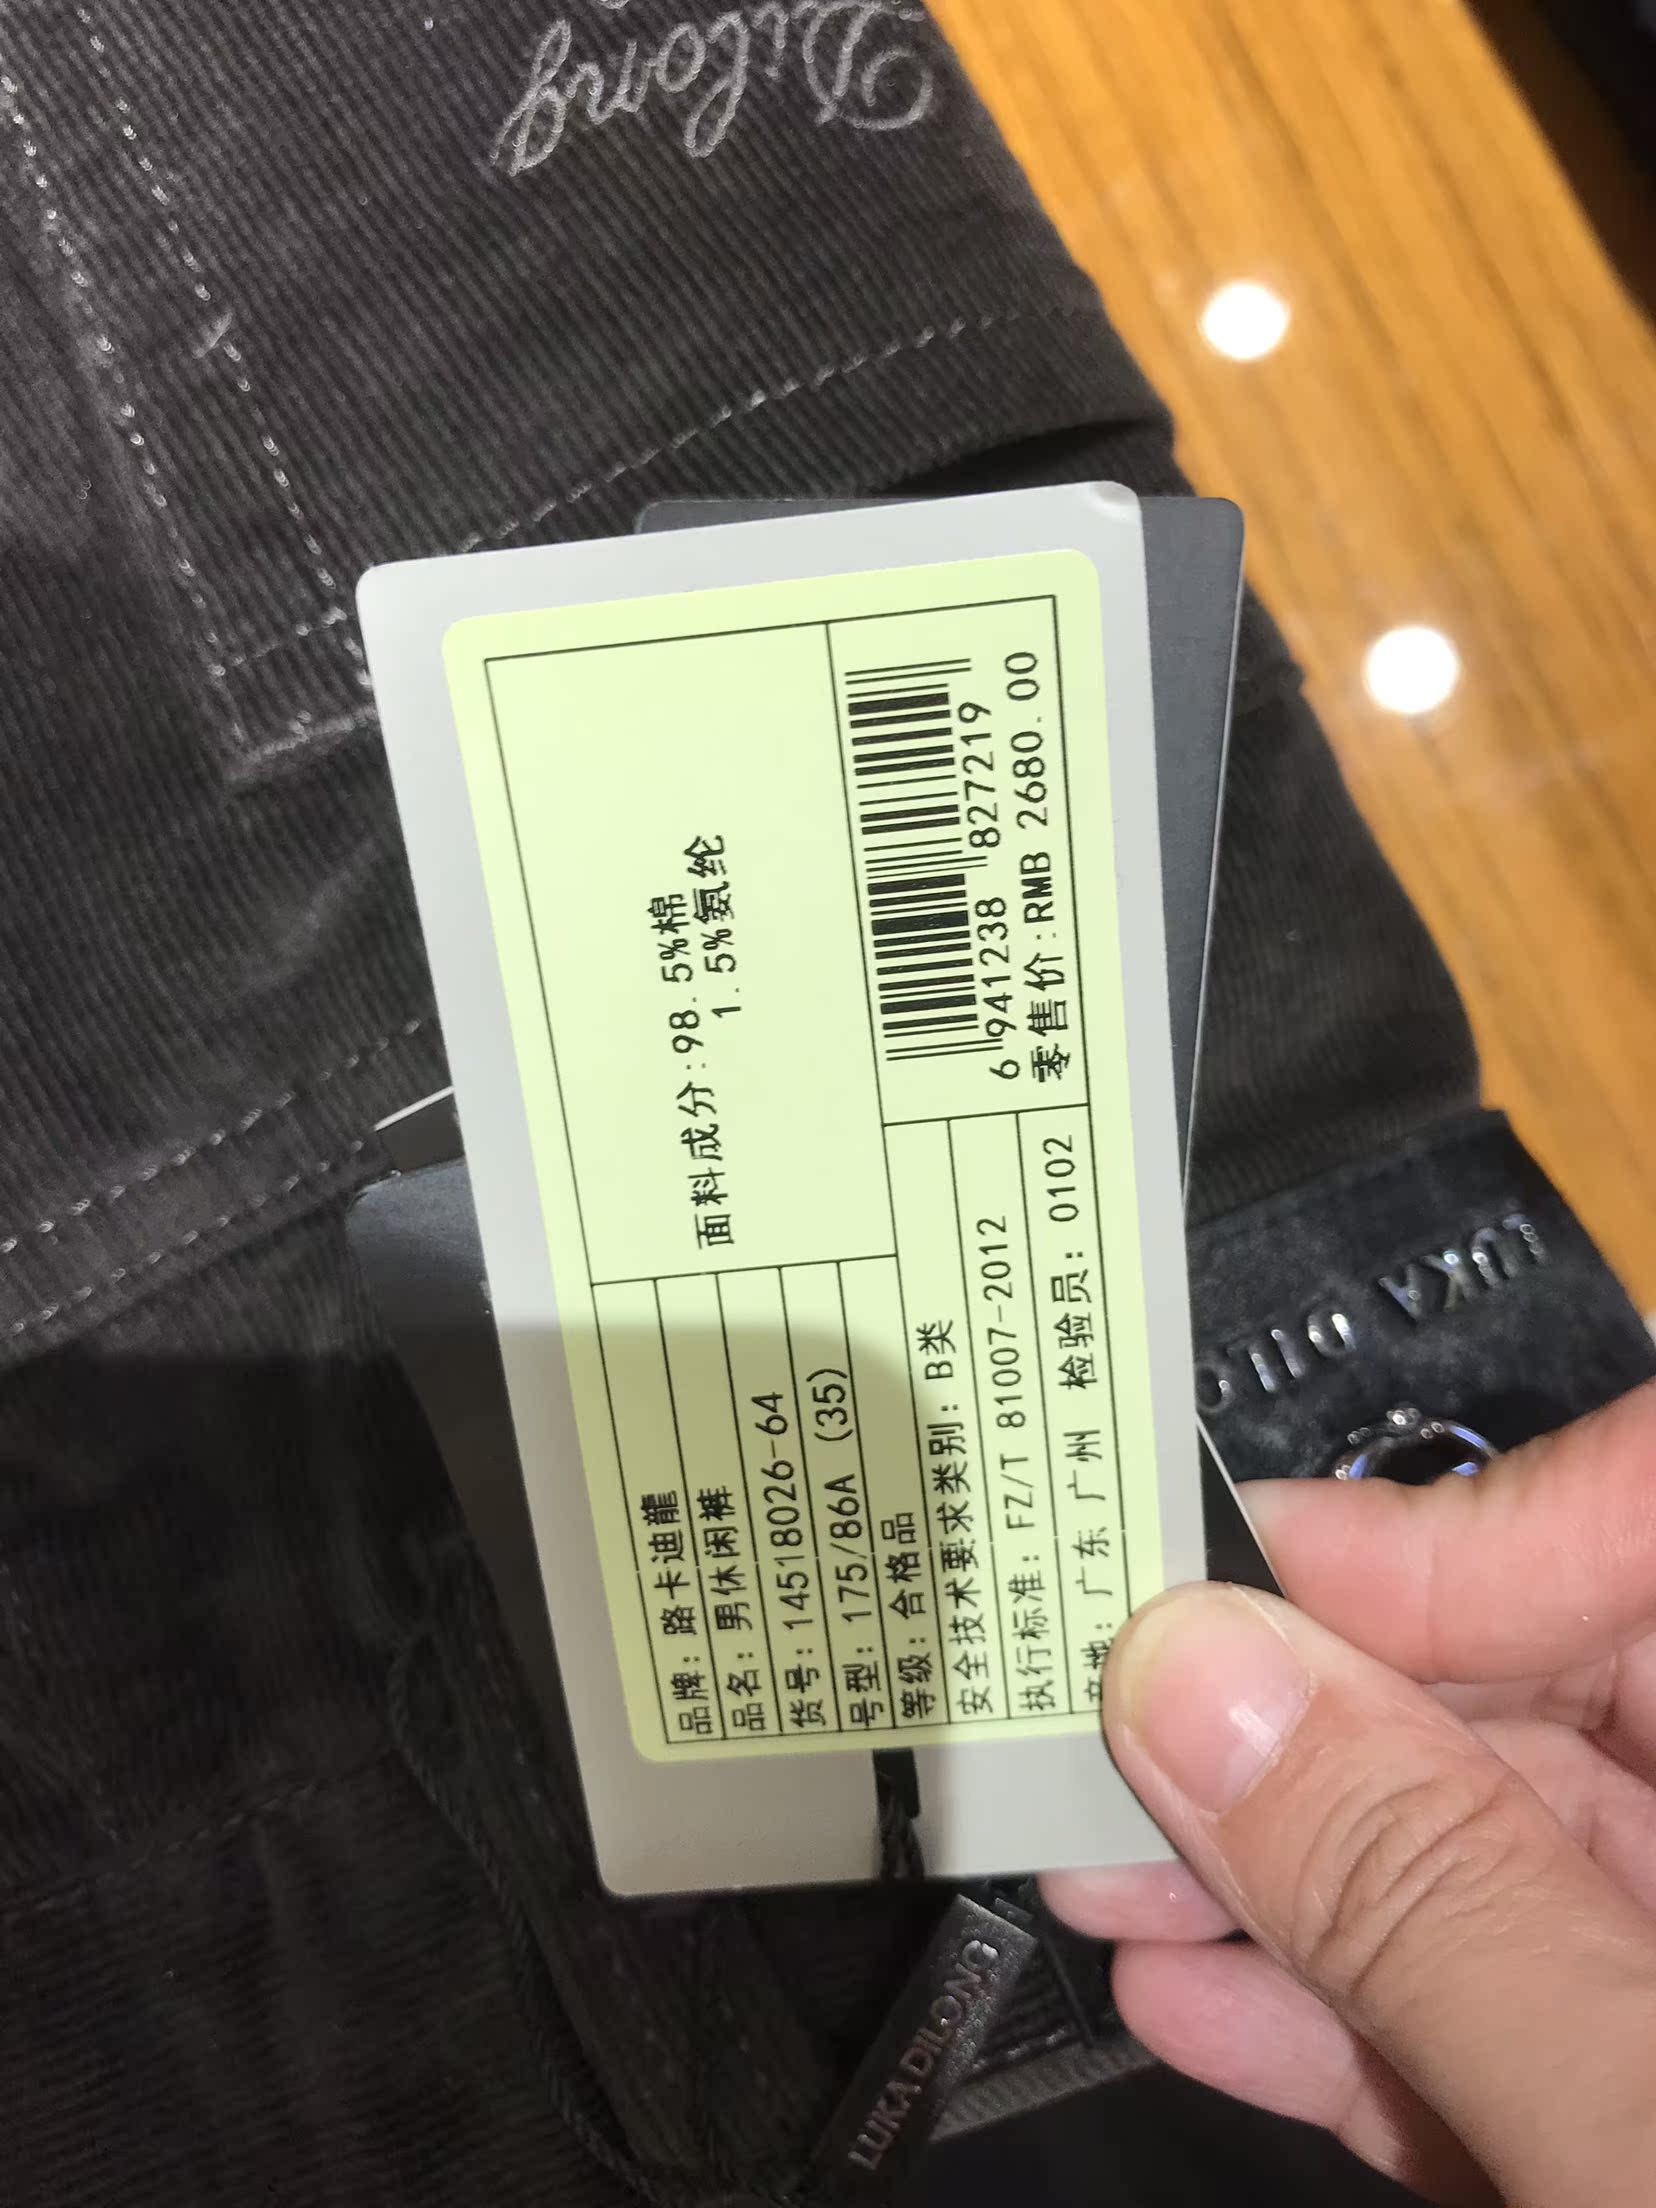 Dilong
品牌：路卡迪龍
品名：男休闲裤
货号：14518026-64
号型：175/86A (35)
面料成分:98.5%棉
1.5%氨纶
等级：合格品
安全技术要求类别：B类
执行标准：FZ/T 81007-2012
产地：广东 广州 检验员：0102
6 941238 827219
零售价:RMB 2680.00
LUKA DILO
LUKA DILONG